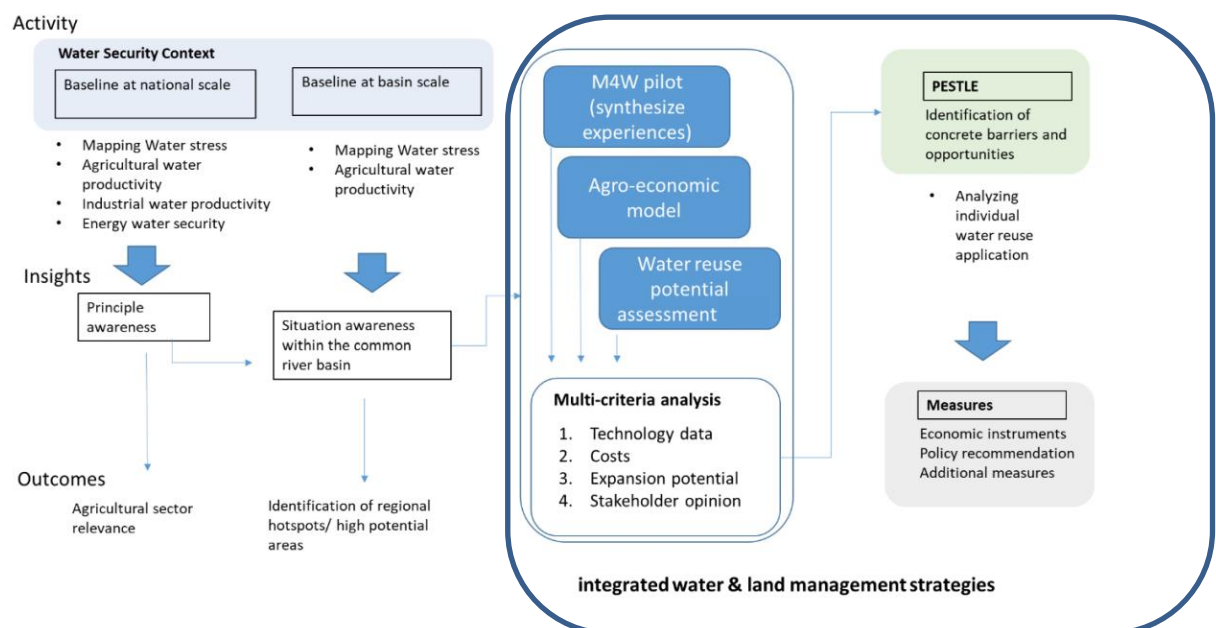 Activity
Water Security Context
Baseline at national scale
Baseline at basin scale
• Mapping Water stress
• Agricultural water
productivity
• Industrial water productivity
• Energy water security
• Mapping Water stress
• Agricultural water
productivity
Insights
Principle
awareness
Situation awareness
within the common
river basin
Outcomes
Agricultural sector
relevance
Identification of regional
hotspots/ high potential
areas
M4W pilot
(synthesize
experiences)
Agro-economic
model
Water reuse
potential
assessment
Multi-criteria analysis
1. Technology data
2. Costs
3. Expansion potential
4. Stakeholder opinion
PESTLE
Identification of
concrete barriers and
opportunities
• Analyzing
individual
water reuse
application
Measures
Economic instruments
Policy recommendation
Additional measures
integrated water & land management strategies